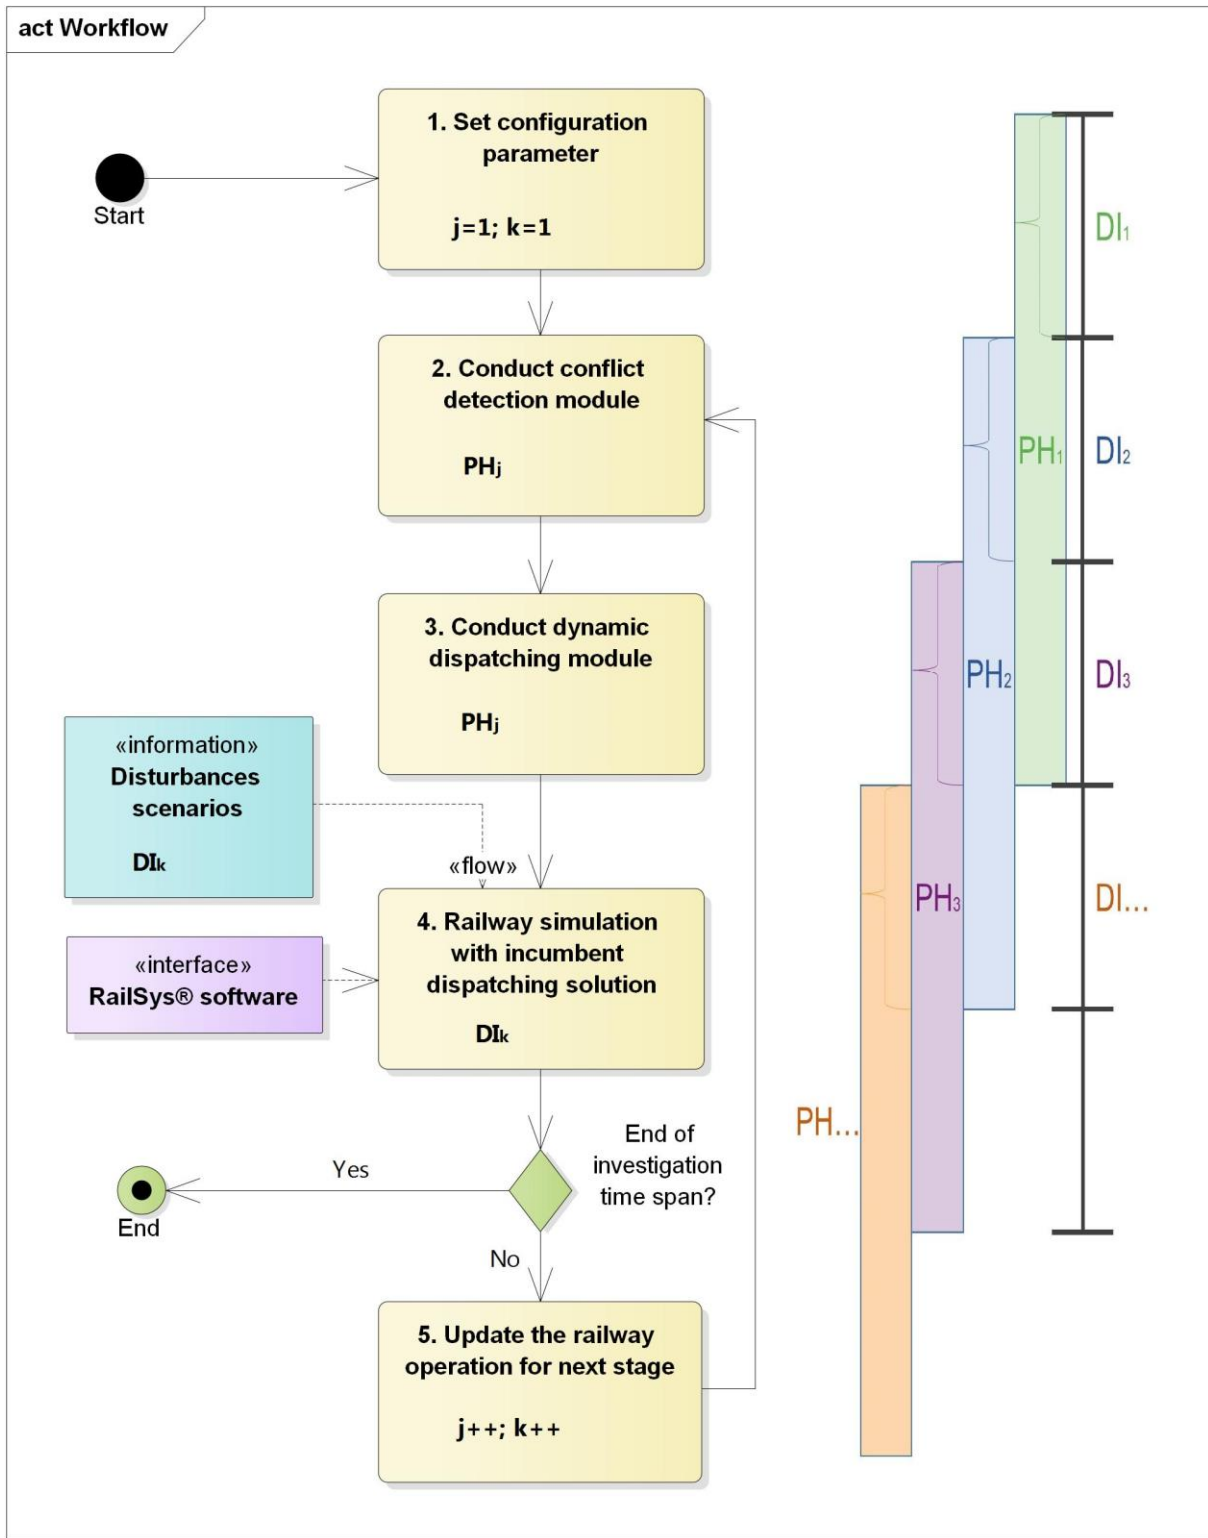 act Workflow
Start
1. Set configuration
parameter
j=1; k=1
2. Conduct conflict
detection module
PHj
3. Conduct dynamic
dispatching module
PHj
«information»
Disturbances
scenarios
DIk
«flow»
«interface»
RailSys® software
4. Railway simulation
with incumbent
dispatching solution
DIk
End of
investigation
time span?
Yes
End
No
5. Update the railway
operation for next stage
j++; k++
DI1
PH1
DI2
PH2
DI3
PH3
DI...
PH...